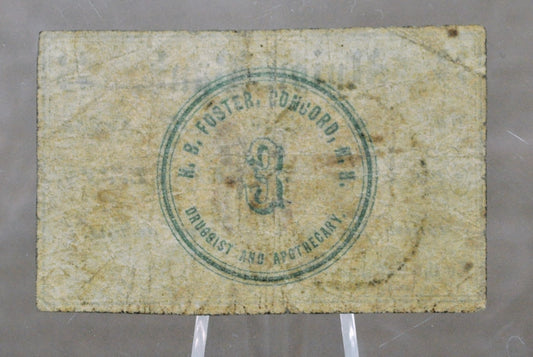 H. B. FOSTER, CONCORD, N. H.
DRUGGIST AND APOTHECARY.